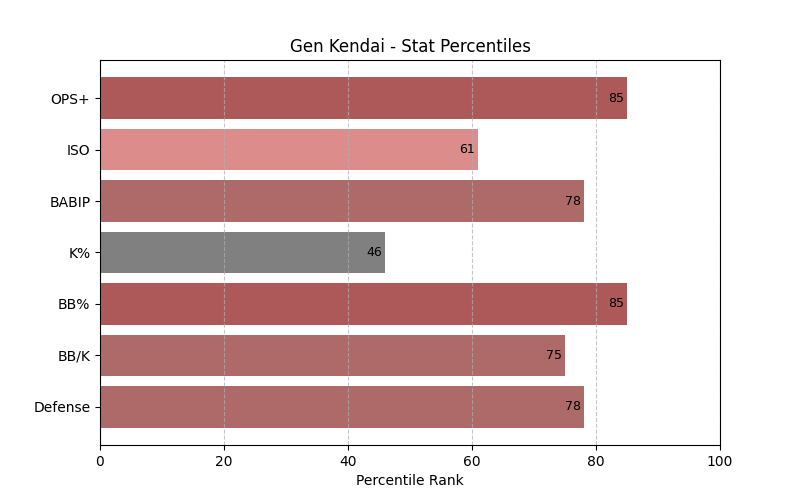 Gen Kendai - Stat Percentiles
OPS+ 85
ISO 61
BABIP 78
K% 46
BB% 85
BB/K 75
Defense 78
0 20 40 60 80 100
Percentile Rank